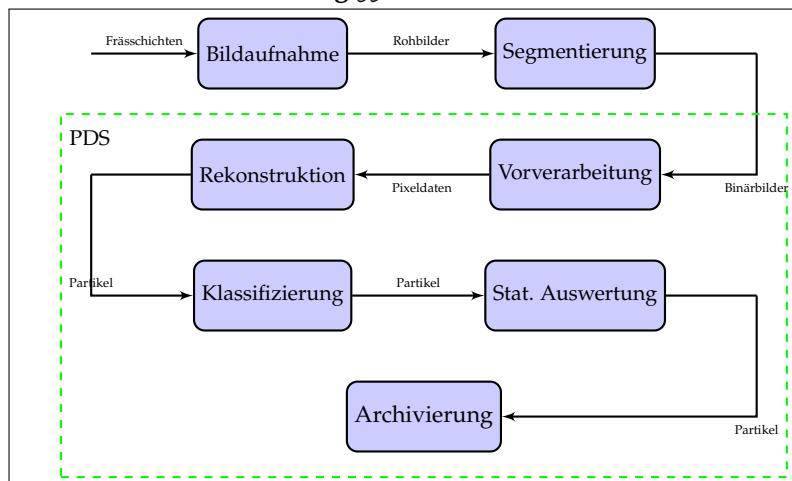 Frässchichten
Bildaufnahme
Rohbilder
Segmentierung
PDS
Rekonstruktion
Pixeldaten
Vorverarbeitung
Binärbilder
Partikel
Klassifizierung
Partikel
Stat. Auswertung
Archivierung
Partikel